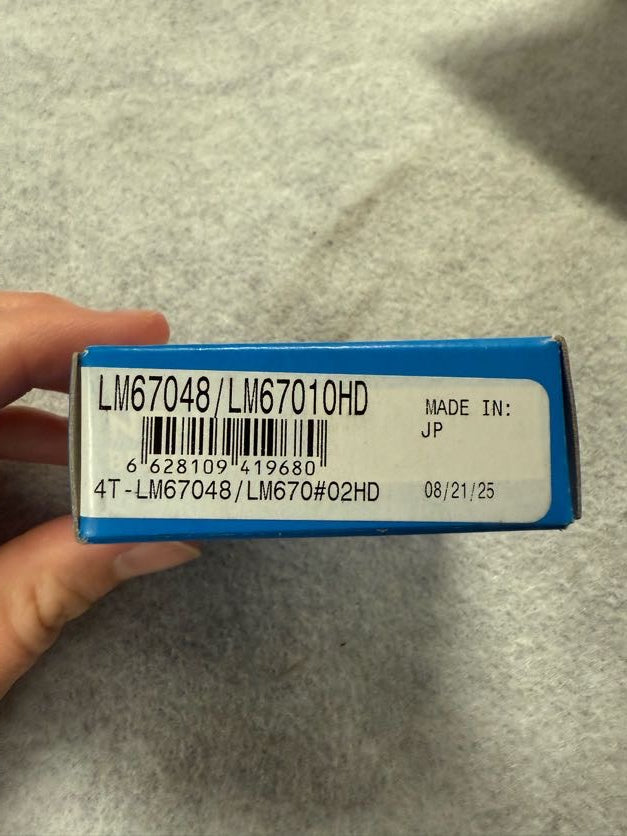 LM67048/LM67010HD
MADE IN:
JP
6 628109 419680
4T-LM67048/LM670#02HD
08/21/25